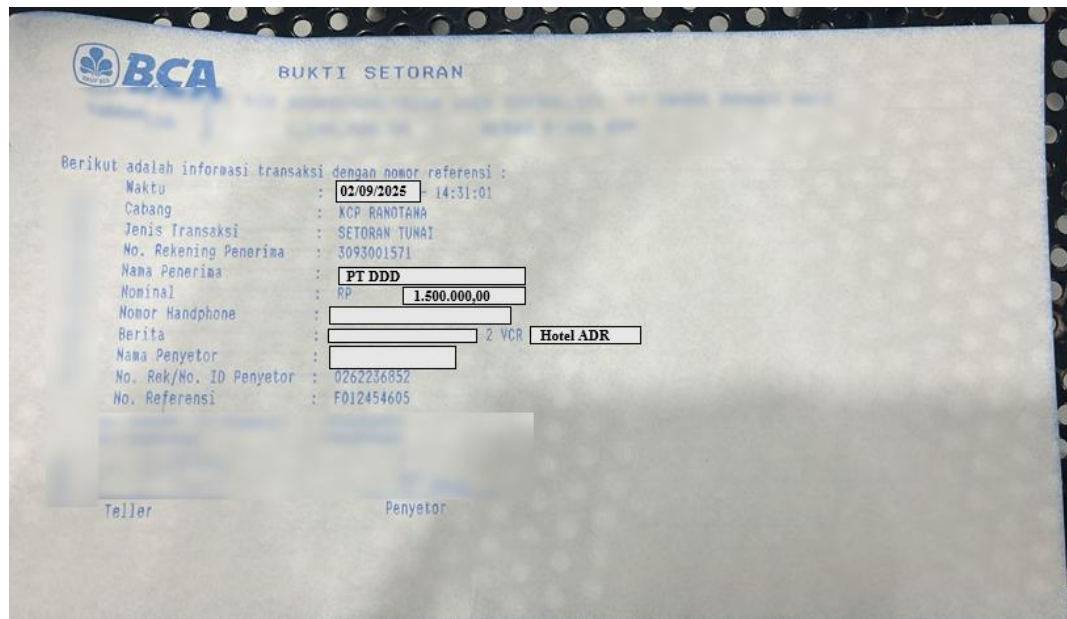 BCA BUKTI SETORAN
Berikut adalah informasi transaksi dengan nomor referensi :
Waktu : 02/09/2025 - 14:31:01
Cabang : KCP RANOTANA
Jenis Transaksi : SETORAN TUNAI
No. Rekening Penerima : 3093001571
Nama Penerima : PT DDD
Nominal : RP 1.500.000,00
Nomor Handphone :
Berita : 2 VCR Hotel ADR
Nama Penyetor :
No. Rek/No. ID Penyetor : 0262236852
No. Referensi : F012454605
Teller Penyetor